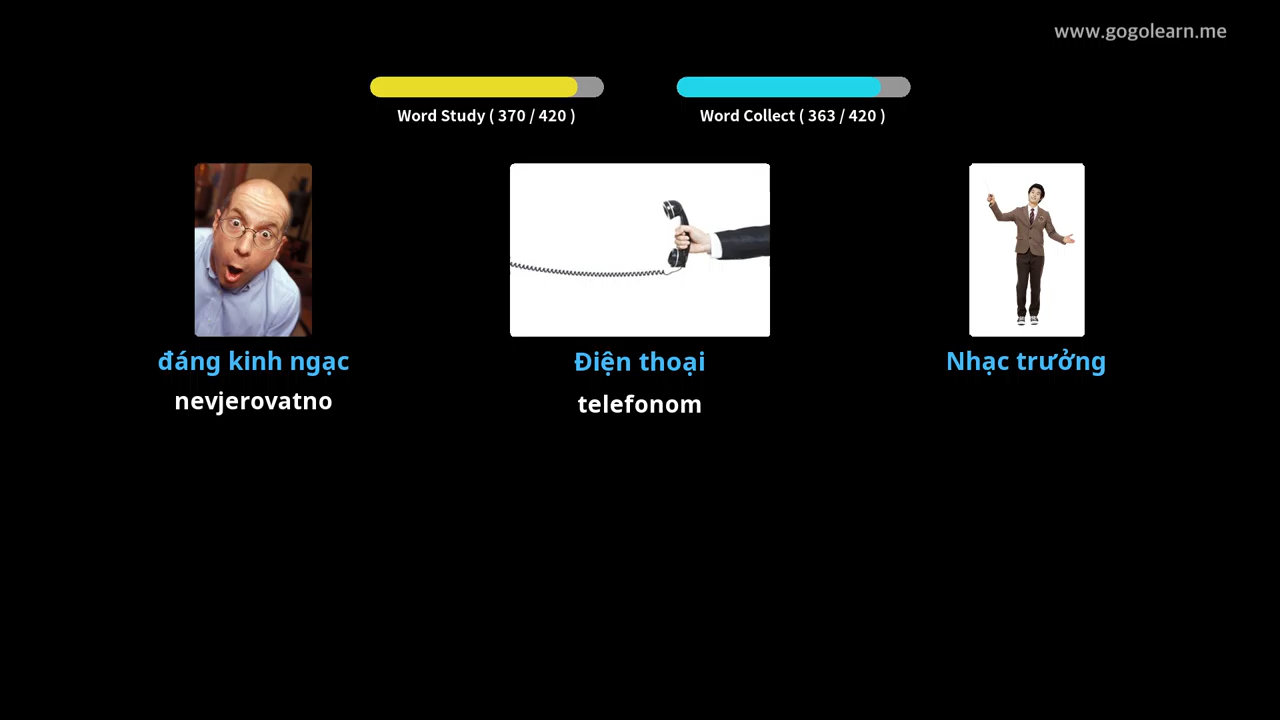 www.gogolearn.me
Word Study ( 370 / 420 )
Word Collect ( 363 / 420 )
đáng kinh ngạc
Điện thoại
Nhạc trưởng
nevjerovatno
telefonom